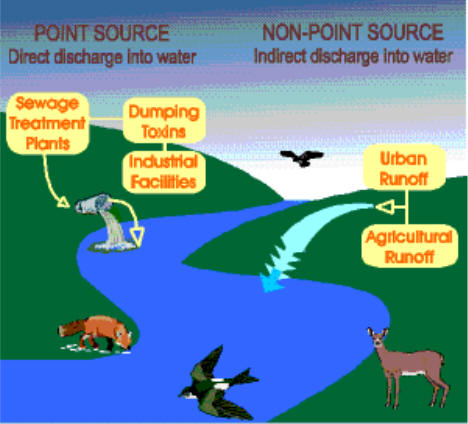 POINT SOURCE
Direct discharge into water
NON-POINT SOURCE
Indirect discharge into water
Sewage
Treatment
Plants
Dumping
Toxins
Industrial
Facilities
Urban
Runoff
Agricultural
Runoff